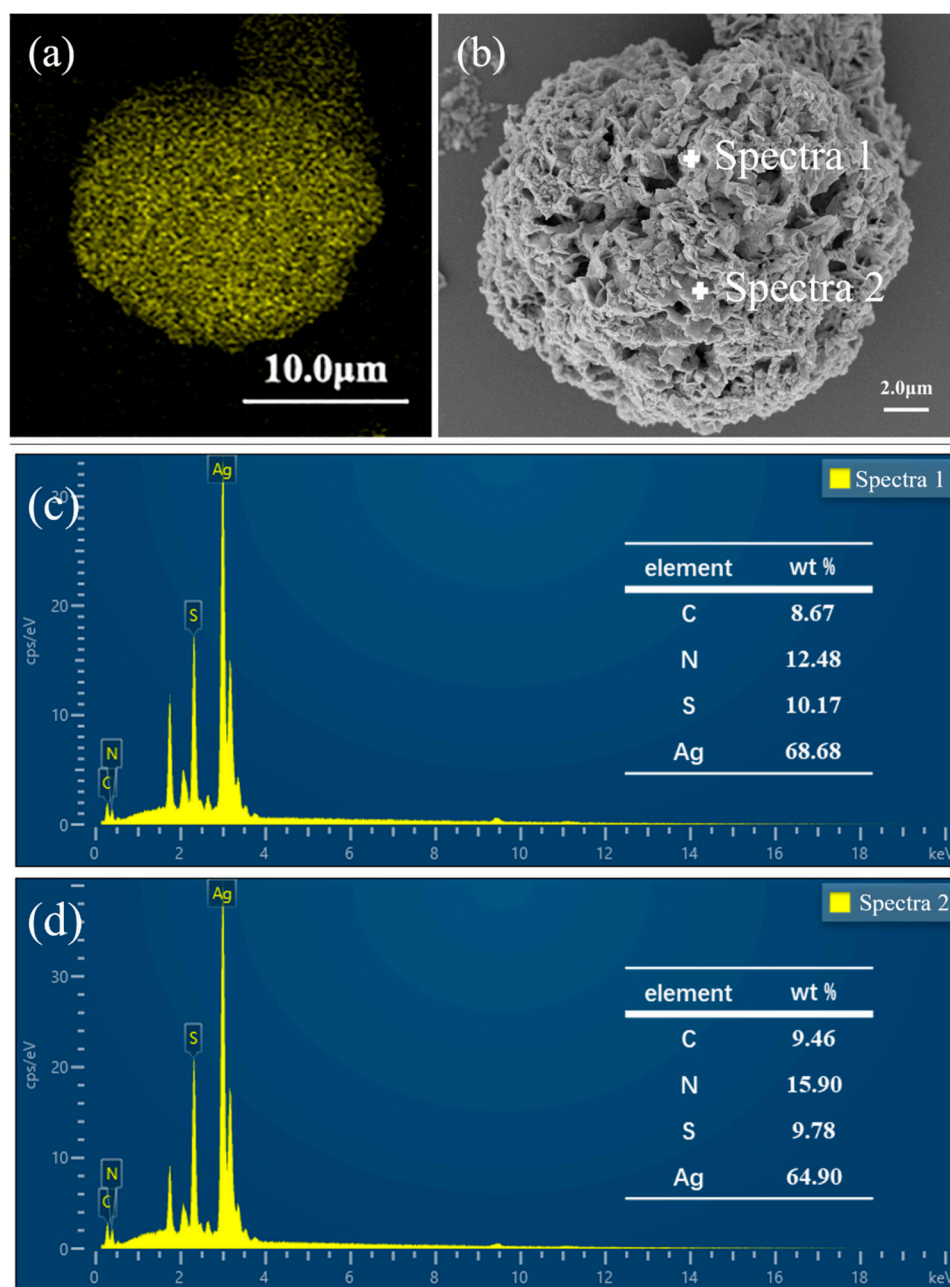 (a)
10.0μm
(b)
Spectra 1
Spectra 2
2.0μm
(c)
Spectra 1
cps/eV
30
20
10
0
Ag
S
N
C
element wt %
C 8.67
N 12.48
S 10.17
Ag 68.68
0 2 4 6 8 10 12 14 16 18 keV
(d)
Spectra 2
cps/eV
30
20
10
0
Ag
S
N
C
element wt %
C 9.46
N 15.90
S 9.78
Ag 64.90
0 2 4 6 8 10 12 14 16 18 keV